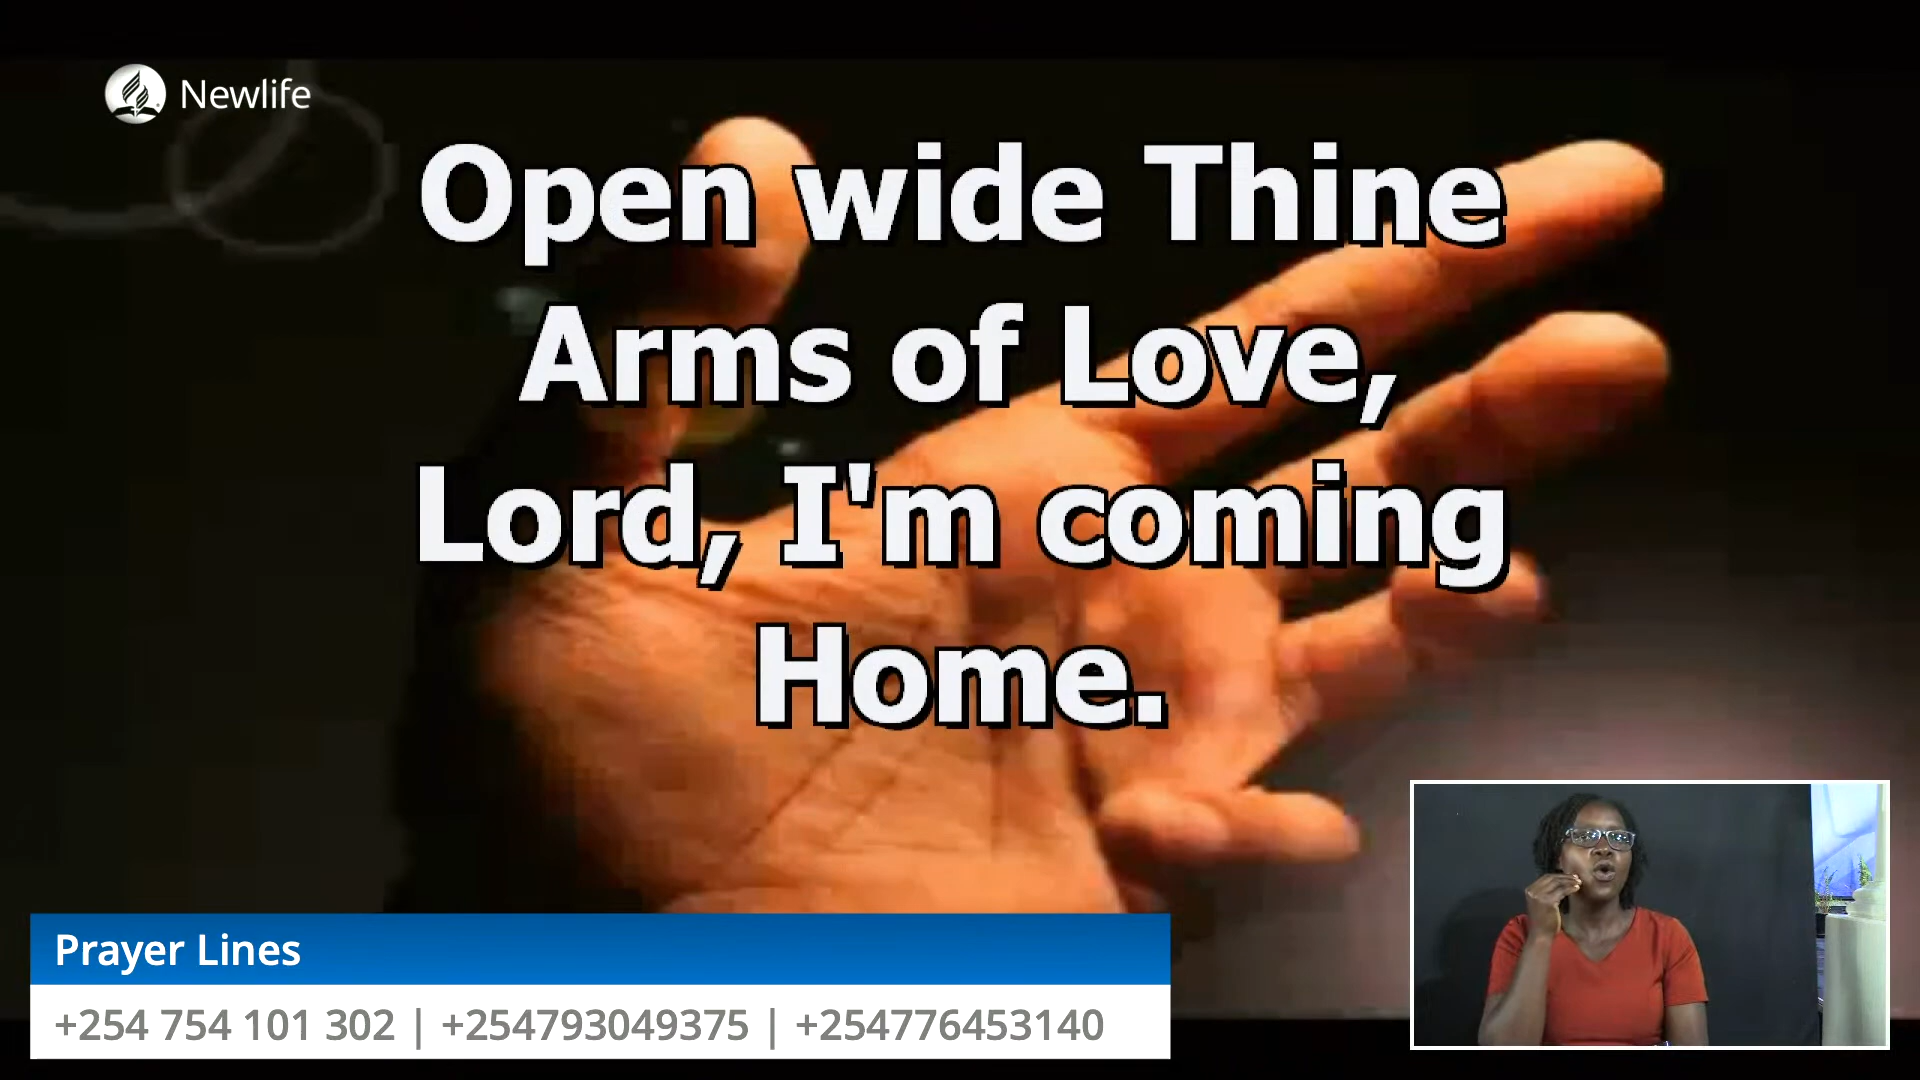 Newlife
Open wide Thine
Arms of Love,
Lord, I'm coming
Home.
Prayer Lines
+254 754 101 302 | +254793049375 | +254776453140